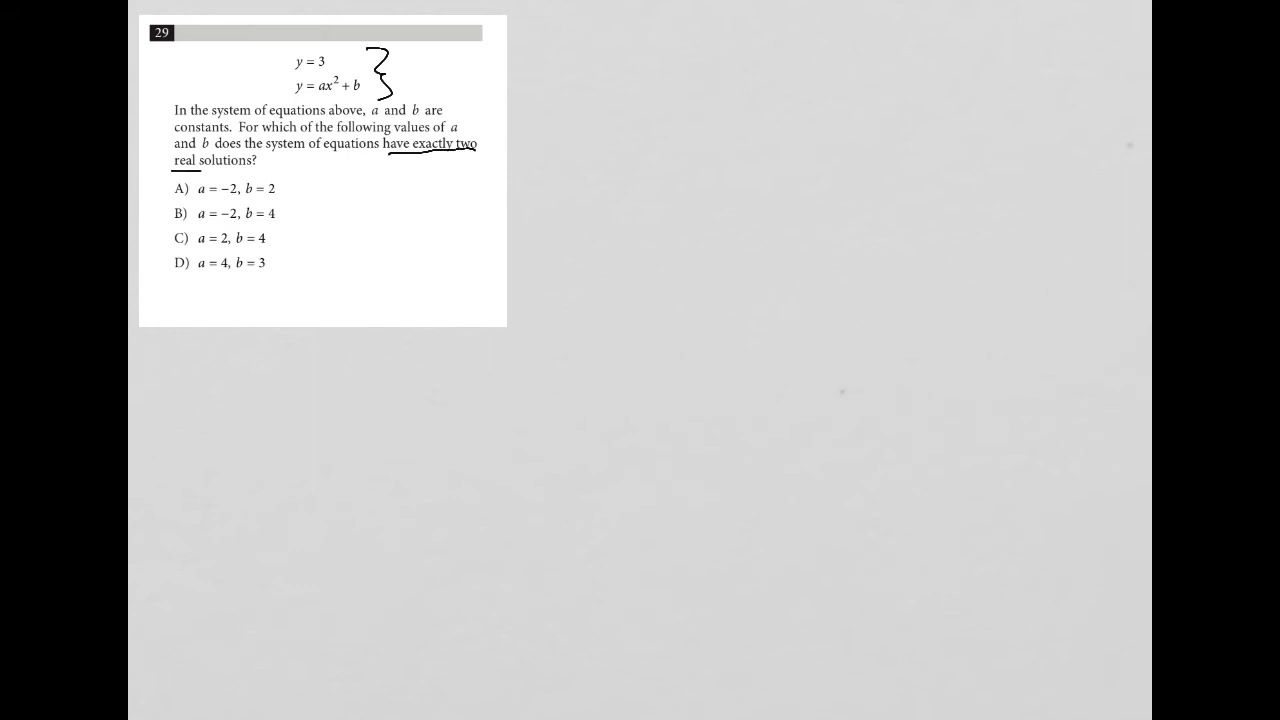 29
y = 3
y = ax² + b
In the system of equations above, a and b are
constants. For which of the following values of a
and b does the system of equations have exactly two
real solutions?
A) a = −2, b = 2
B) a = −2, b = 4
C) a = 2, b = 4
D) a = 4, b = 3